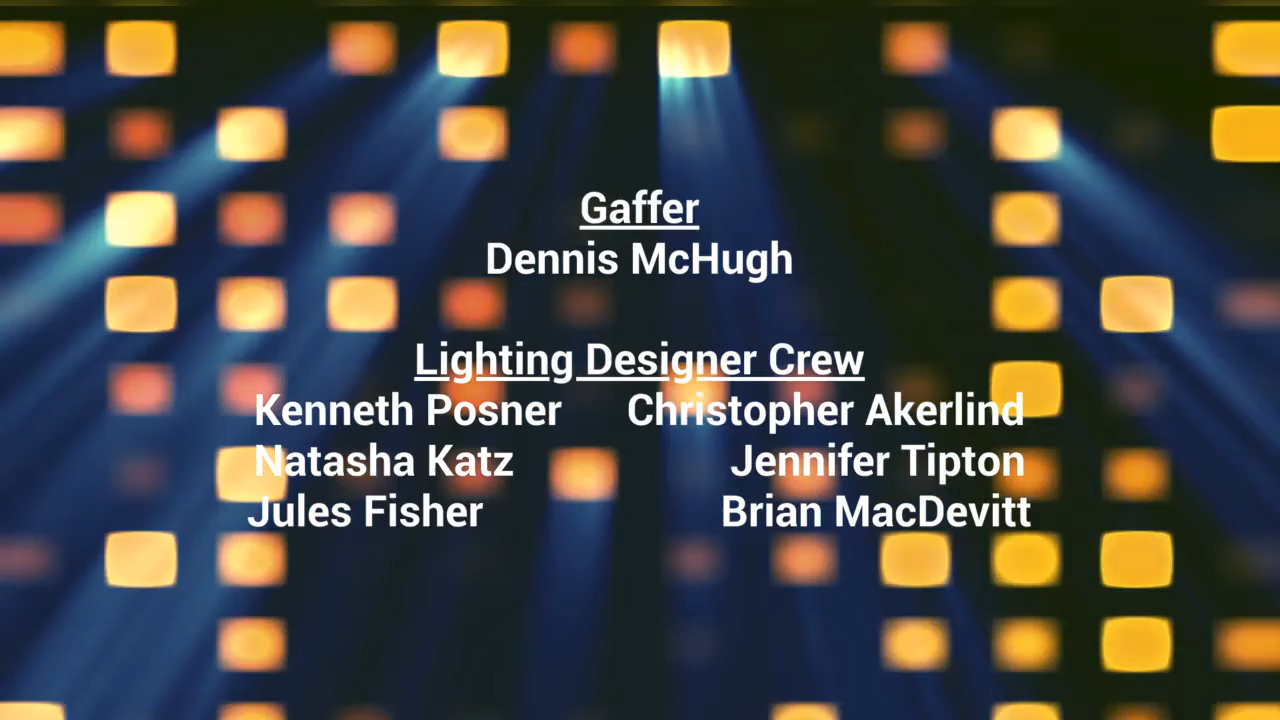 Gaffer
Dennis McHugh
Lighting Designer Crew
Kenneth Posner Christopher Akerlind
Natasha Katz Jennifer Tipton
Jules Fisher Brian MacDevitt